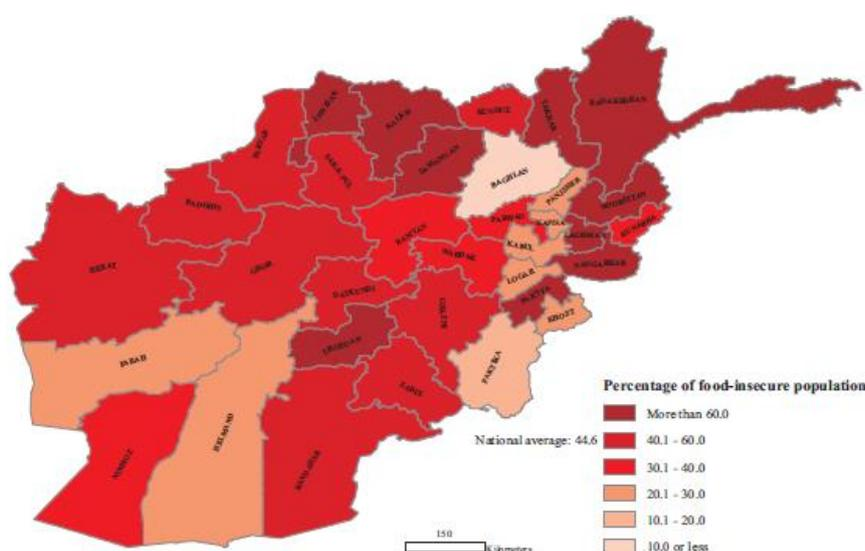 BADAKHSHAN
KUNDUZ
TAKHAR
BALKH
JAWZJAN
SAMANGAN
FARYAB
SARI PUL
BAGHLAN
PANJSHER
NURISTAN
BADGHIS
BAMYAN
PARWAN
KAPISA
LAGHMAN
KUNARHA
HERAT
GHOR
WARDAK
KABUL
NANGARHAR
LOGAR
DAYKUNDI
PAKTYA
GHAZNI
KHOST
URUZGAN
FARAH
PAKTIKA
ZABUL
HELMAND
NIMROZ
KANDAHAR
Percentage of food-insecure population
More than 60.0
National average: 44.6
40.1 - 60.0
30.1 - 40.0
20.1 - 30.0
10.1 - 20.0
10.0 or less
150
Kilometers